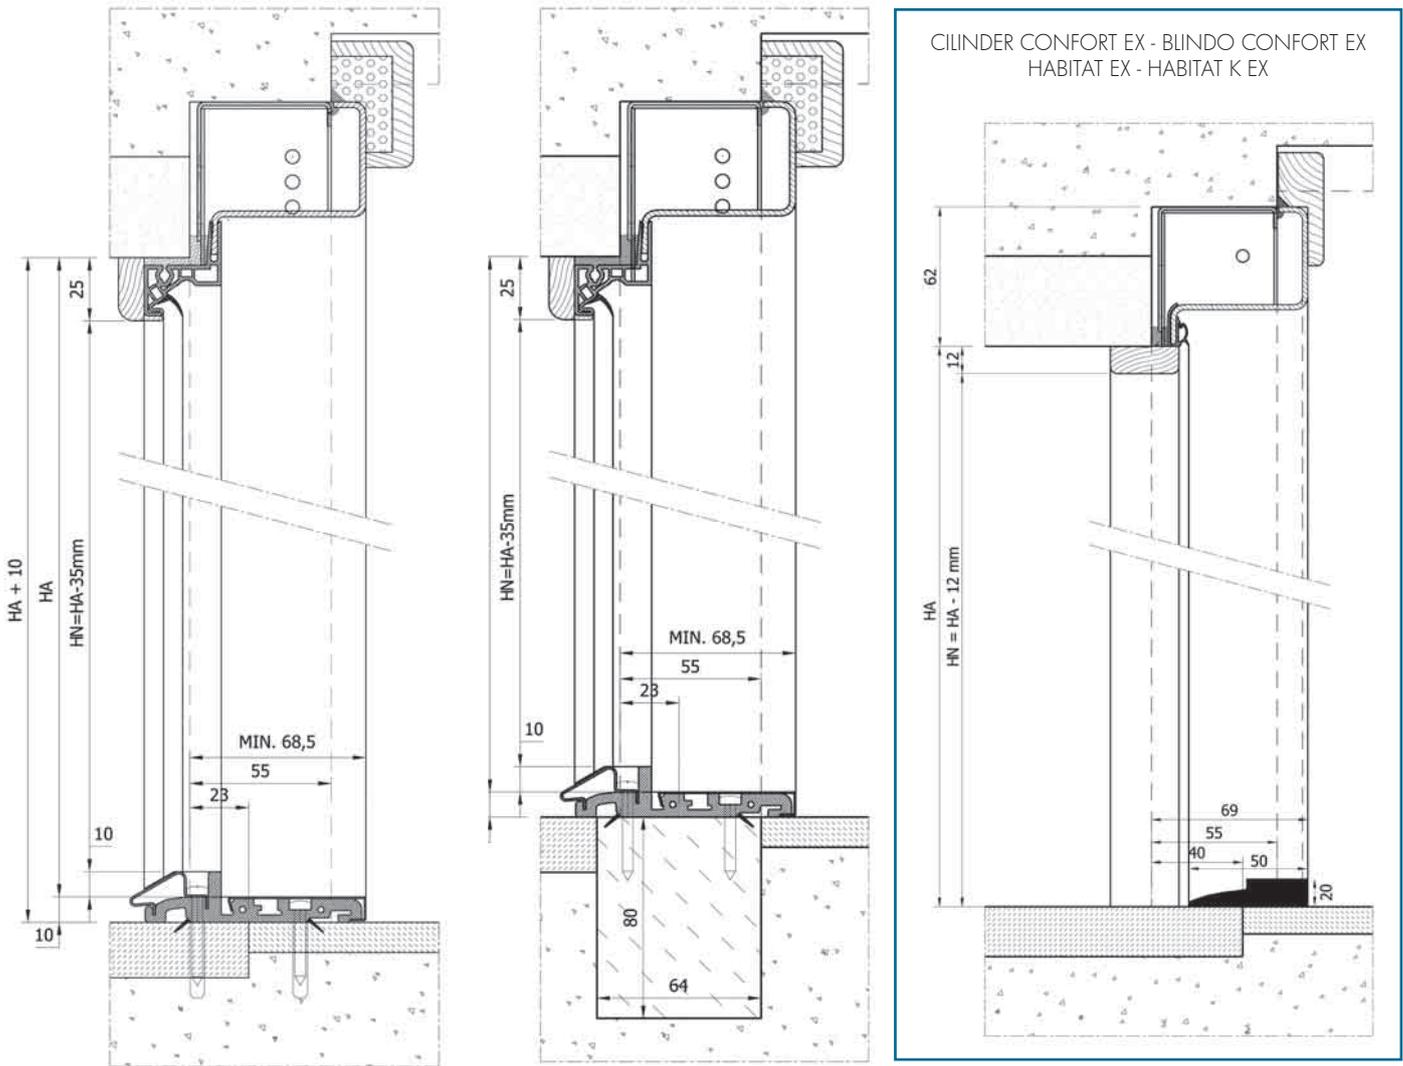 25
HA + 10
HA
HN=HA-35mm
MIN. 68,5
55
23
10
10
25
HN=HA-35mm
MIN. 68,5
55
23
10
80
64
CILINDER CONFORT EX - BLINDO CONFORT EX
HABITAT EX - HABITAT K EX
62
12
HA
HN = HA - 12 mm
69
55
40
50
20